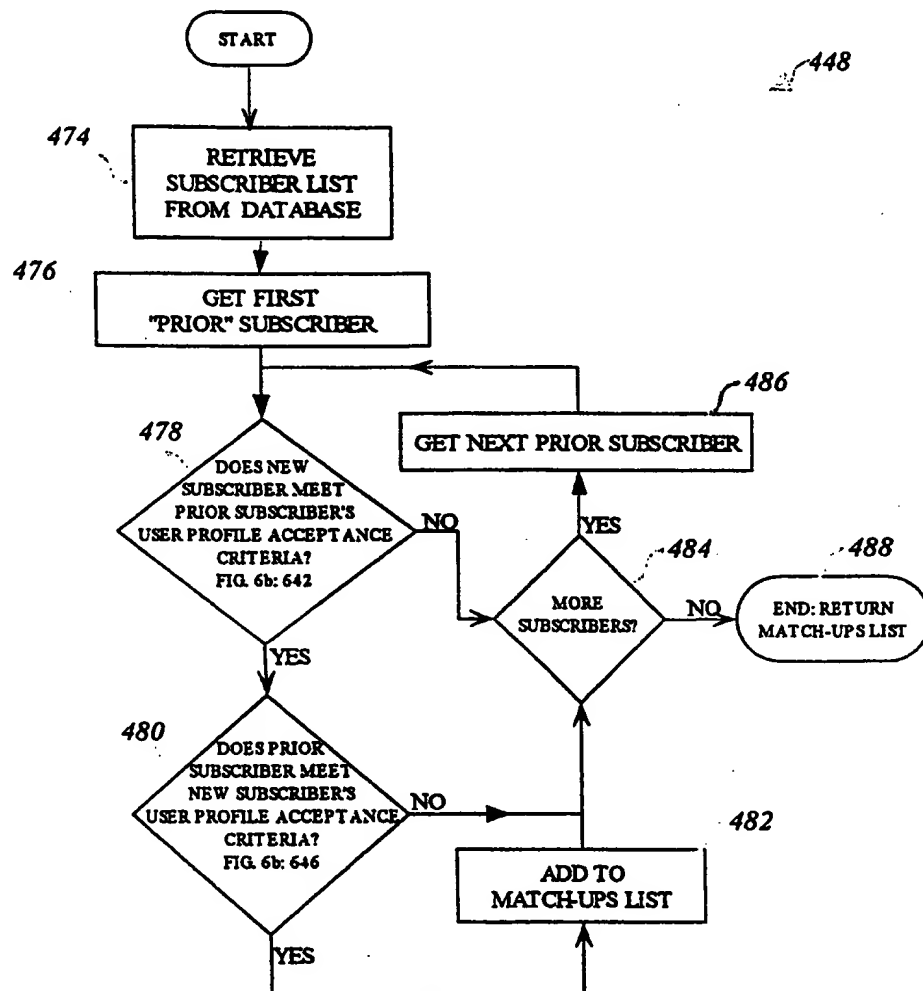 START
448
474
RETRIEVE
SUBSCRIBER LIST
FROM DATABASE
476
GET FIRST
"PRIOR" SUBSCRIBER
486
GET NEXT PRIOR SUBSCRIBER
478
DOES NEW
SUBSCRIBER MEET
PRIOR SUBSCRIBER'S
USER PROFILE ACCEPTANCE
CRITERIA?
FIG. 6b: 642
NO
YES
YES
484
MORE
SUBSCRIBERS?
NO
488
END: RETURN
MATCH-UPS LIST
480
DOES PRIOR
SUBSCRIBER MEET
NEW SUBSCRIBER'S
USER PROFILE ACCEPTANCE
CRITERIA?
FIG. 6b: 646
NO
YES
482
ADD TO
MATCH-UPS LIST